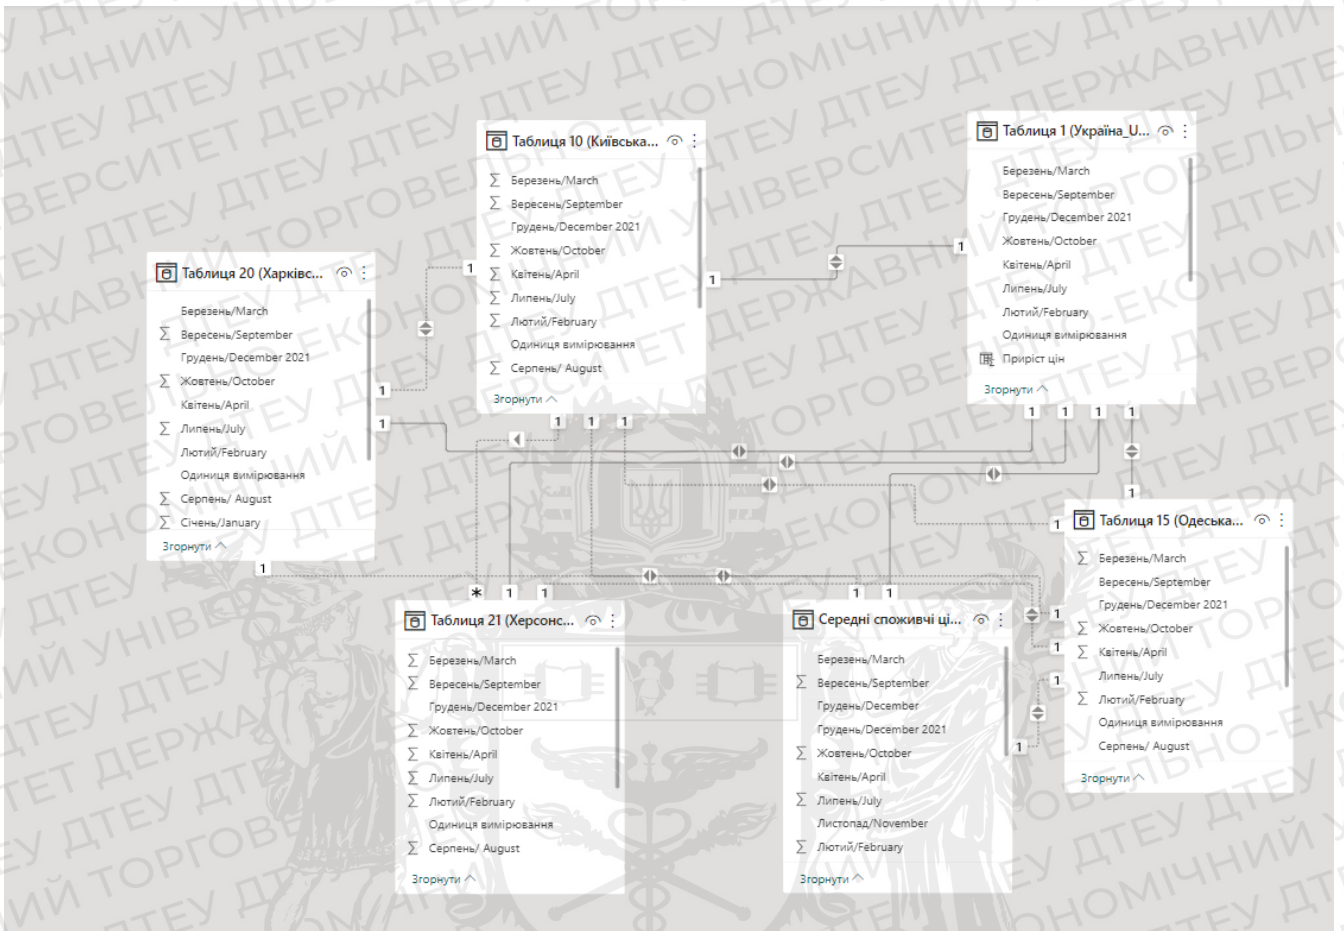 Таблиця 10 (Київська...
Березень/March
Вересень/September
Грудень/December 2021
Жовтень/October
Квітень/April
Липень/July
Лютий/February
Одиниця вимірювання
Серпень/ August
Згорнути
Таблиця 1 (Україна_U...
Березень/March
Вересень/September
Грудень/December 2021
Жовтень/October
Квітень/April
Липень/July
Лютий/February
Одиниця вимірювання
Приріст цін
Згорнути
Таблиця 20 (Харківс...
Березень/March
Вересень/September
Грудень/December 2021
Жовтень/October
Квітень/April
Липень/July
Лютий/February
Одиниця вимірювання
Серпень/ August
Січень/January
Згорнути
Таблиця 15 (Одеська...
Березень/March
Вересень/September
Грудень/December 2021
Жовтень/October
Квітень/April
Липень/July
Лютий/February
Одиниця вимірювання
Серпень/ August
Згорнути
Таблиця 21 (Херсонс...
Березень/March
Вересень/September
Грудень/December 2021
Жовтень/October
Квітень/April
Липень/July
Лютий/February
Одиниця вимірювання
Серпень/ August
Згорнути
Середні споживчі ці...
Березень/March
Вересень/September
Грудень/December
Грудень/December 2021
Жовтень/October
Квітень/April
Липень/July
Листопад/November
Лютий/February
Згорнути